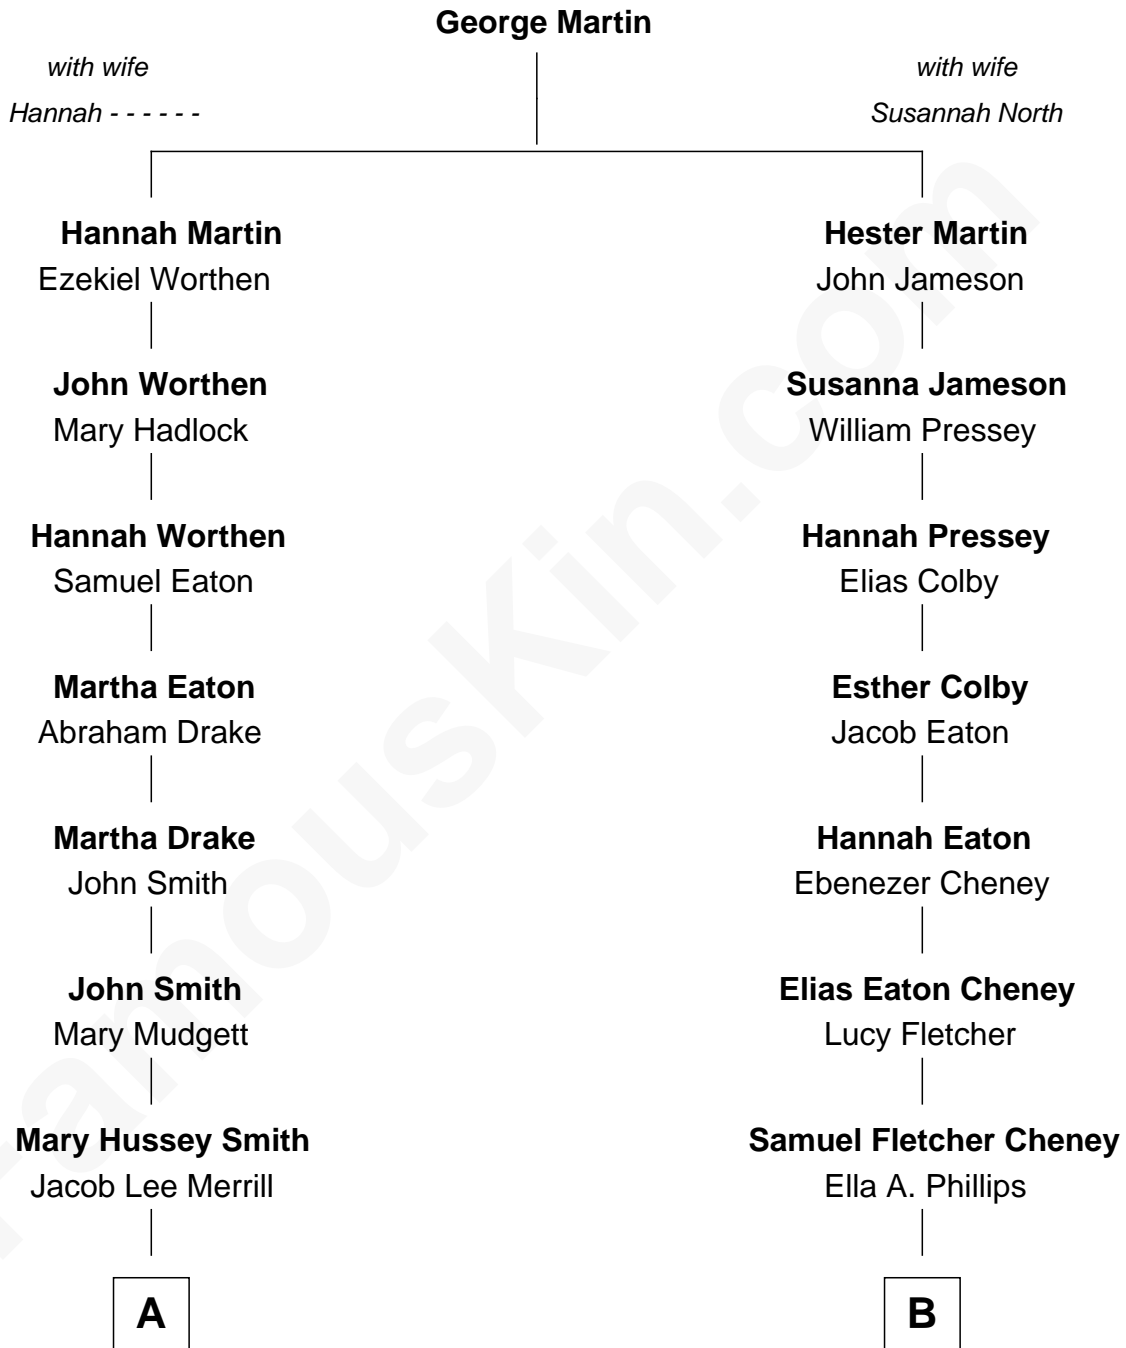 George Martin
with wife
Hannah - - - - - -
with wife
Susannah North
Hannah Martin
Ezekiel Worthen
Hester Martin
John Jameson
John Worthen
Mary Hadlock
Susanna Jameson
William Pressey
Hannah Worthen
Samuel Eaton
Hannah Pressey
Elias Colby
Martha Eaton
Abraham Drake
Esther Colby
Jacob Eaton
Martha Drake
John Smith
Hannah Eaton
Ebenezer Cheney
John Smith
Mary Mudgett
Elias Eaton Cheney
Lucy Fletcher
Mary Hussey Smith
Jacob Lee Merrill
Samuel Fletcher Cheney
Ella A. Phillips
A
B
FamousKin.com